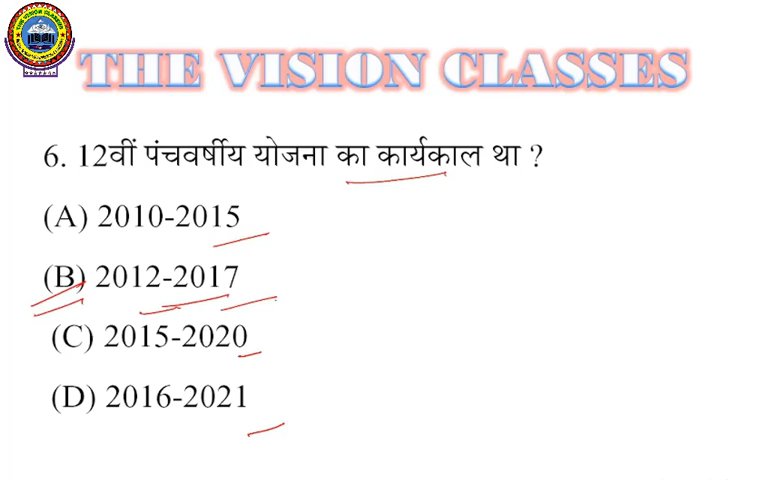 THE VISION CLASSES
6. 12वीं पंचवर्षीय योजना का कार्यकाल था ?
(A) 2010-2015
(B) 2012-2017
(C) 2015-2020
(D) 2016-2021